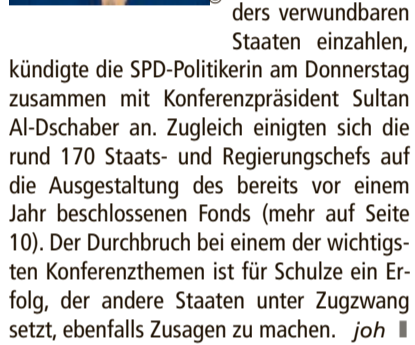 ders verwundbaren
Staaten einzahlen,
kündigte die SPD-Politikerin am Donnerstag
zusammen mit Konferenzpräsident Sultan
Al-Dschaber an. Zugleich einigten sich die
rund 170 Staats- und Regierungschefs auf
die Ausgestaltung des bereits vor einem
Jahr beschlossenen Fonds (mehr auf Seite
10). Der Durchbruch bei einem der wichtigs-
ten Konferenzthemen ist für Schulze ein Er-
folg, der andere Staaten unter Zugzwang
setzt, ebenfalls Zusagen zu machen. joh